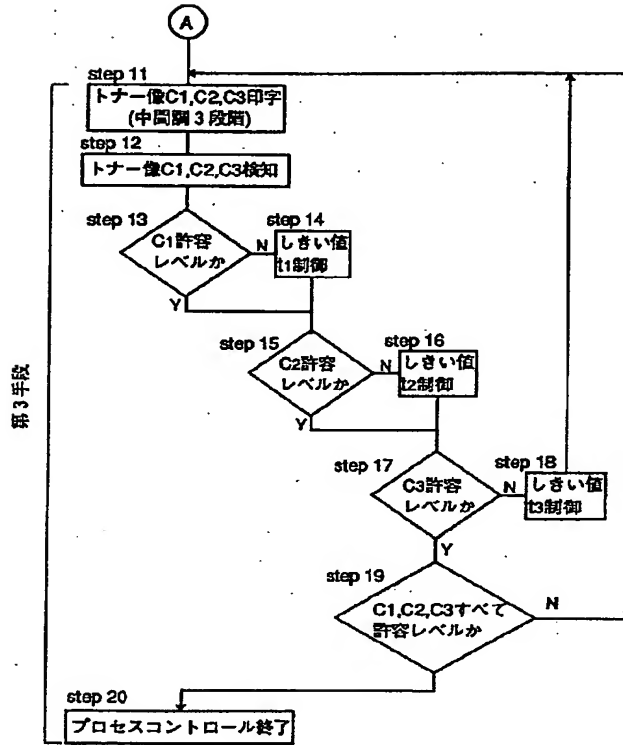 A
step 11
トナー像C1,C2,C3印字
(中間調3段階)
step 12
トナー像C1,C2,C3検知
step 13
C1許容
レベルか
N
Y
step 14
しきい値
t1制御
step 15
C2許容
レベルか
N
Y
step 16
しきい値
t2制御
step 17
C3許容
レベルか
N
Y
step 18
しきい値
t3制御
step 19
C1,C2,C3すべて
許容レベルか
N
step 20
プロセスコントロール終了
第3手段